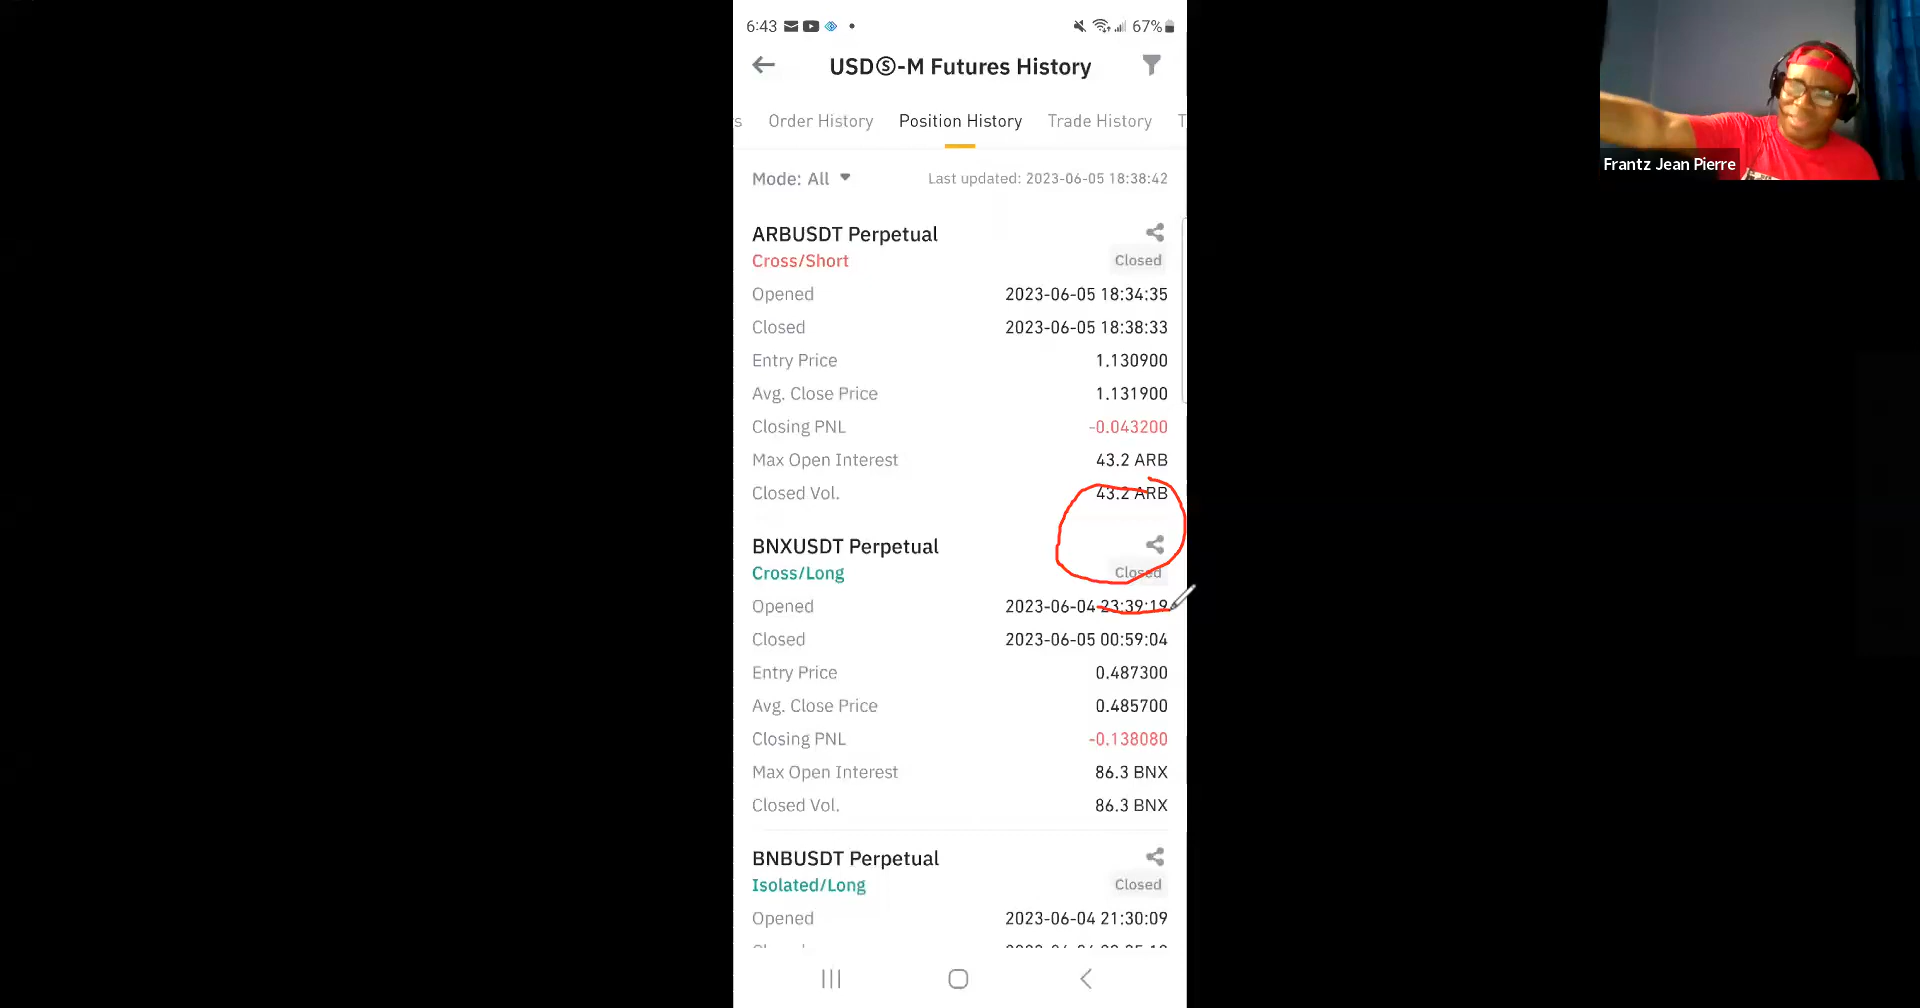 6:43
67%
USDⓈ-M Futures History
s Order History Position History Trade History T
Mode: All
Last updated: 2023-06-05 18:38:42
ARBUSDT Perpetual
Cross/Short
Closed
Opened 2023-06-05 18:34:35
Closed 2023-06-05 18:38:33
Entry Price 1.130900
Avg. Close Price 1.131900
Closing PNL -0.043200
Max Open Interest 43.2 ARB
Closed Vol. 43.2 ARB
BNXUSDT Perpetual
Cross/Long
Closed
Opened 2023-06-04 23:39:19
Closed 2023-06-05 00:59:04
Entry Price 0.487300
Avg. Close Price 0.485700
Closing PNL -0.138080
Max Open Interest 86.3 BNX
Closed Vol. 86.3 BNX
BNBUSDT Perpetual
Isolated/Long
Closed
Opened 2023-06-04 21:30:09
Frantz Jean Pierre